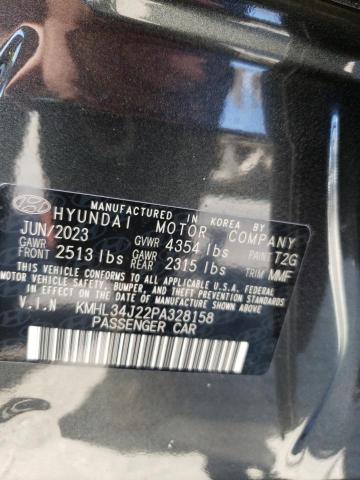 MANUFACTURED IN KOREA BY
HYUNDAI MOTOR COMPANY
JUN/2023 GVWR 4354 lbs PAINT T2G
GAWR FRONT 2513 lbs GAWR REAR 2315 lbs TRIM MMF
THIS VEHICLE CONFORMS TO ALL APPLICABLE U.S.A. FEDERAL
MOTOR VEHICLE SAFETY, BUMPER, AND THEFT PREVENTION STANDARDS
IN EFFECT ON THE DATE OF MANUFACTURE SHOWN ABOVE.
V.I.N KMHL34J22PA328158
PASSENGER CAR